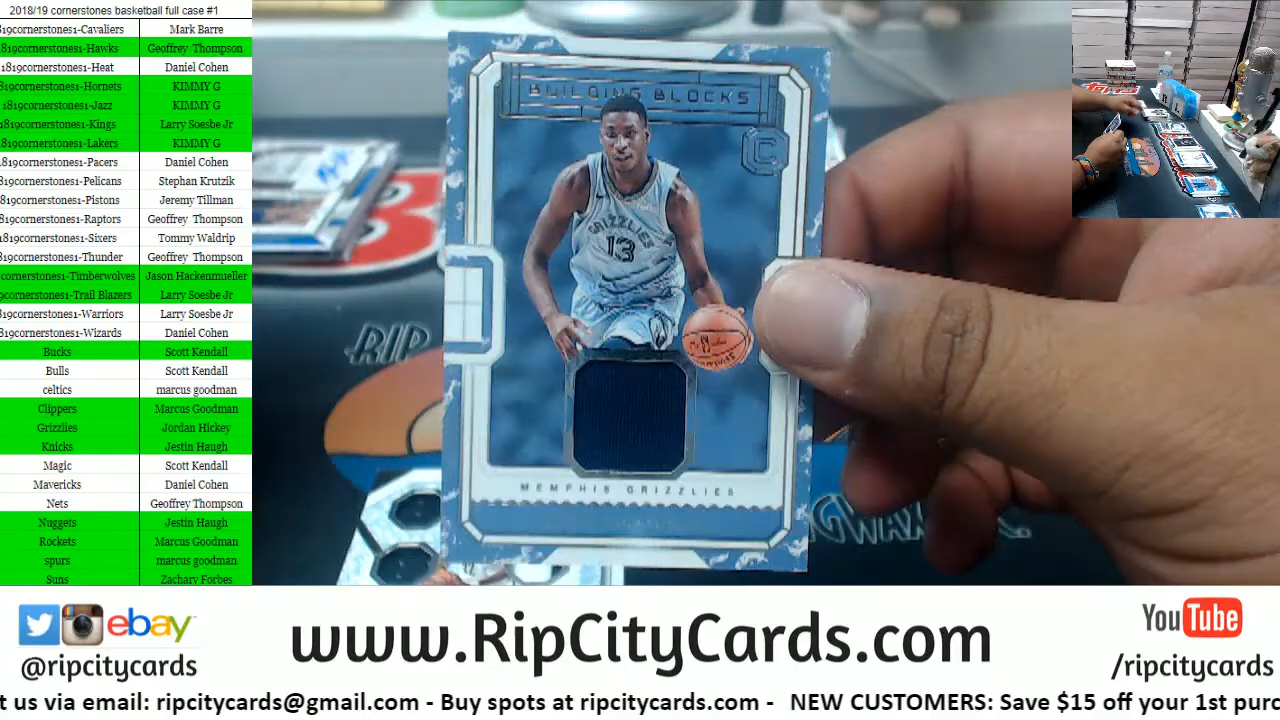 2018/19 cornerstones basketball full case #1
819cornerstones1-Cavaliers Mark Barre
1819cornerstones1-Hawks Geoffrey Thompson
1819cornerstones1-Heat Daniel Cohen
1819cornerstones1-Hornets KIMMY G
1819cornerstones1-Jazz KIMMY G
1819cornerstones1-Kings Larry Soesbe Jr
1819cornerstones1-Lakers KIMMY G
819cornerstones1-Pacers Daniel Cohen
819cornerstones1-Pelicans Stephan Krutzik
819cornerstones1-Pistons Jeremy Tillman
819cornerstones1-Raptors Geoffrey Thompson
819cornerstones1-Sixers Tommy Waldrip
819cornerstones1-Thunder Geoffrey Thompson
cornerstones1-Timberwolves Jason Hackenmueller
9cornerstones1-Trail Blazers Larry Soesbe Jr
819cornerstones1-Warriors Larry Soesbe Jr
819cornerstones1-Wizards Daniel Cohen
Bucks Scott Kendall
Bulls Scott Kendall
celtics marcus goodman
Clippers Marcus Goodman
Grizzlies Jordan Hickey
Knicks Jestin Haugh
Magic Scott Kendall
Mavericks Daniel Cohen
Nets Geoffrey Thompson
Nuggets Jestin Haugh
Rockets Marcus Goodman
spurs marcus goodman
Suns Zachary Forbes
BUILDING BLOCKS
C
GRIZZLIES
13
MEMPHIS GRIZZLIES
RIP
ebay
@ripcitycards
www.RipCityCards.com
YouTube
/ripcitycards
t us via email: ripcitycards@gmail.com - Buy spots at ripcitycards.com - NEW CUSTOMERS: Save $15 off your 1st purc